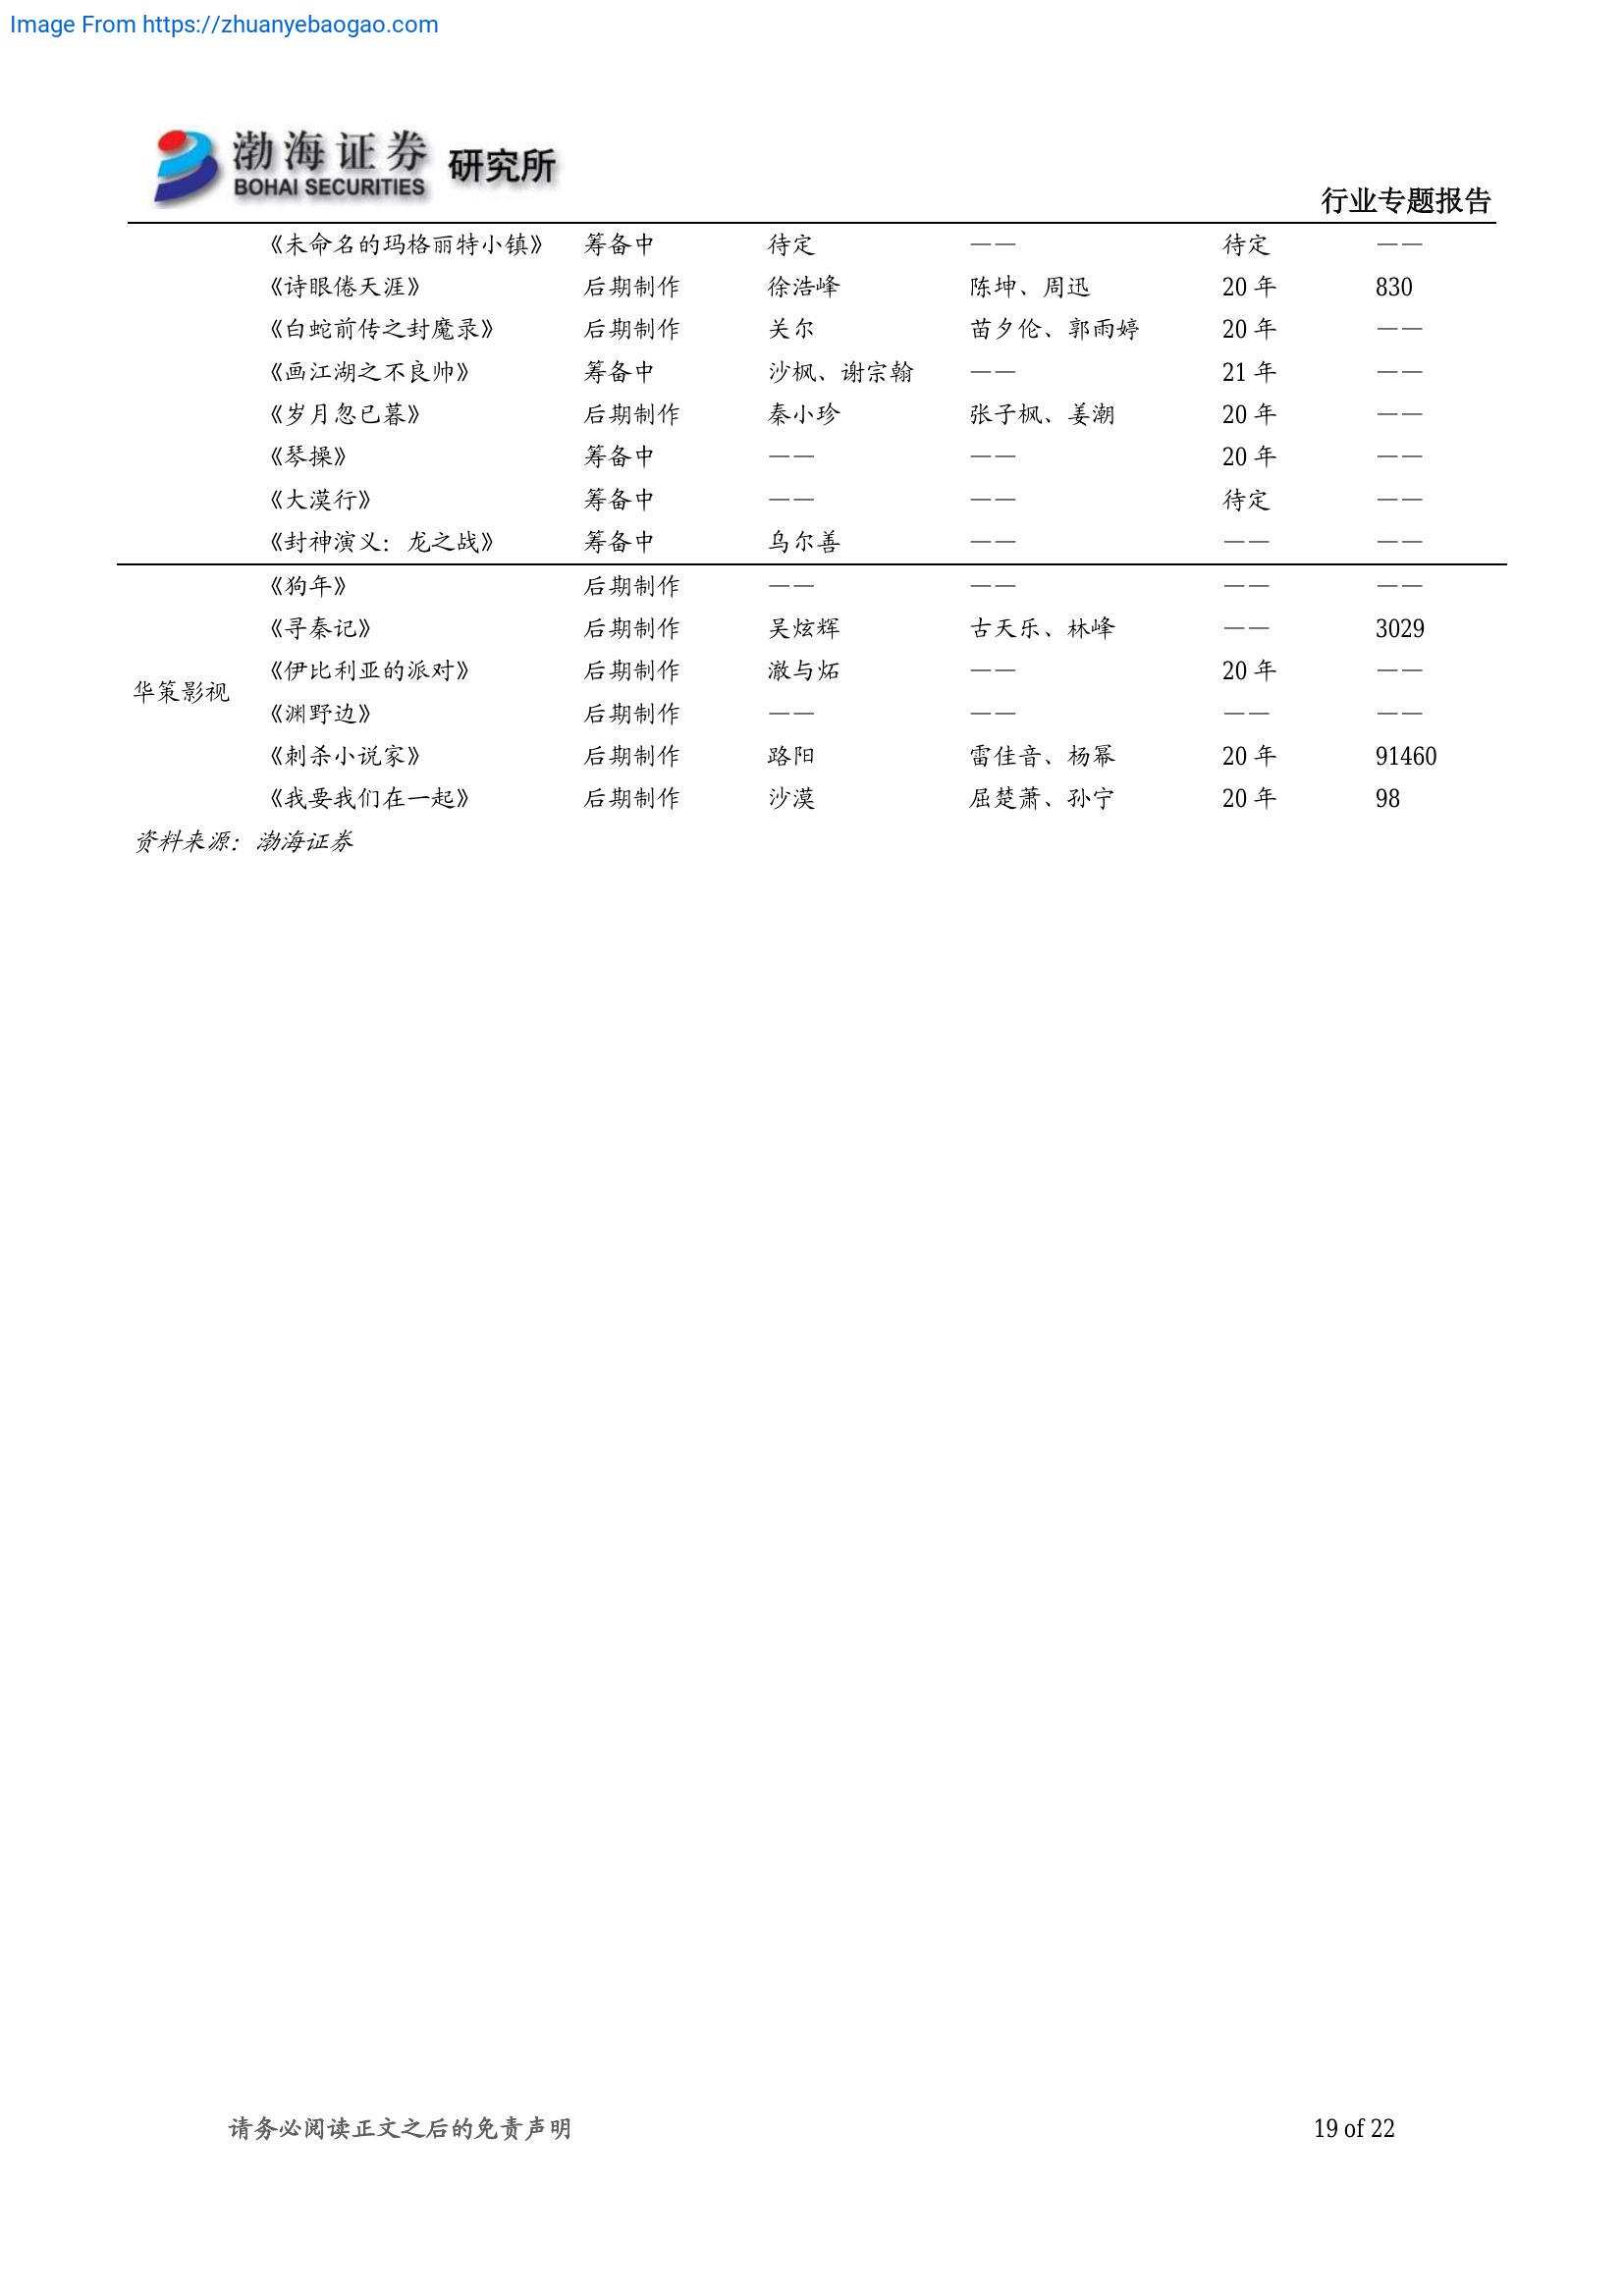 Image From https://zhuanyebaogao.com
渤海证券 研究所
BOHAI SECURITIES
行业专题报告
《未命名的玛格丽特小镇》 筹备中 待定 —— 待定 ——
《诗眼倦天涯》 后期制作 徐浩峰 陈坤、周迅 20 年 830
《白蛇前传之封魔录》 后期制作 关尔 苗夕伦、郭雨婷 20 年 ——
《画江湖之不良帅》 筹备中 沙枫、谢宗翰 —— 21 年 ——
《岁月忽已暮》 后期制作 秦小珍 张子枫、姜潮 20 年 ——
《琴操》 筹备中 —— —— 20 年 ——
《大漠行》 筹备中 —— —— 待定 ——
《封神演义：龙之战》 筹备中 乌尔善 —— —— ——
《狗年》 后期制作 —— —— —— ——
《寻秦记》 后期制作 吴炫辉 古天乐、林峰 —— 3029
《伊比利亚的派对》 后期制作 澈与炻 —— 20 年 ——
华策影视
《渊野边》 后期制作 —— —— —— ——
《刺杀小说家》 后期制作 路阳 雷佳音、杨幂 20 年 91460
《我要我们在一起》 后期制作 沙漠 屈楚萧、孙宁 20 年 98
资料来源：渤海证券
请务必阅读正文之后的免责声明
19 of 22